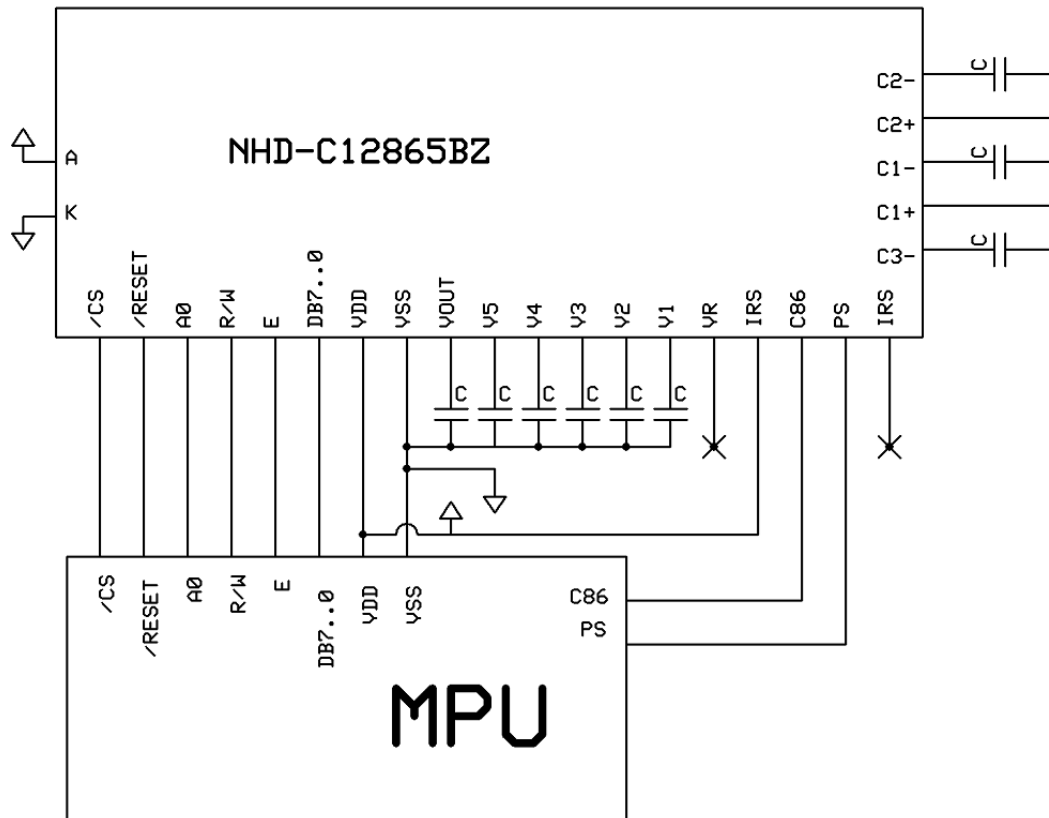 C
C2-
C2+
NHD-C12865BZ
A
C
C1-
K
C1+
C
C3-
/CS
/RESET
A0
R/W
E
DB7..0
VDD
VSS
VOUT
V5
V4
V3
V2
V1
VR
IRS
C86
PS
IRS
C C C C C C
/CS
/RESET
A0
R/W
E
DB7..0
VDD
VSS
C86
PS
MPU